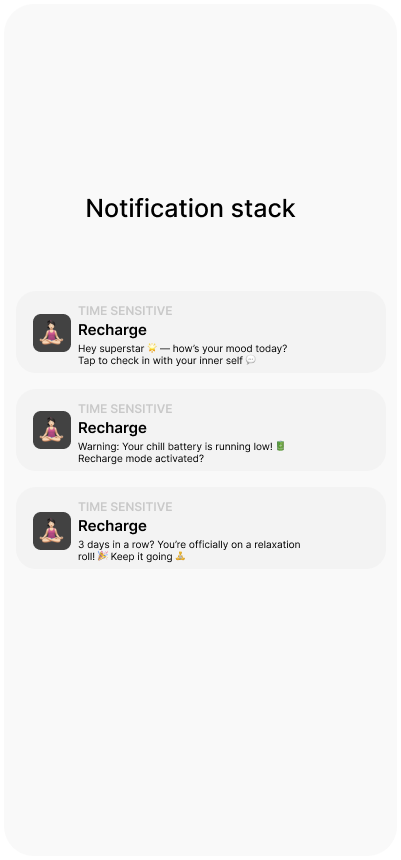 Notification stack
TIME SENSITIVE
Recharge
Hey superstar 🌟 — how’s your mood today?
Tap to check in with your inner self 💬
TIME SENSITIVE
Recharge
Warning: Your chill battery is running low! 🔋
Recharge mode activated?
TIME SENSITIVE
Recharge
3 days in a row? You’re officially on a relaxation
roll! 🎉 Keep it going 🧘